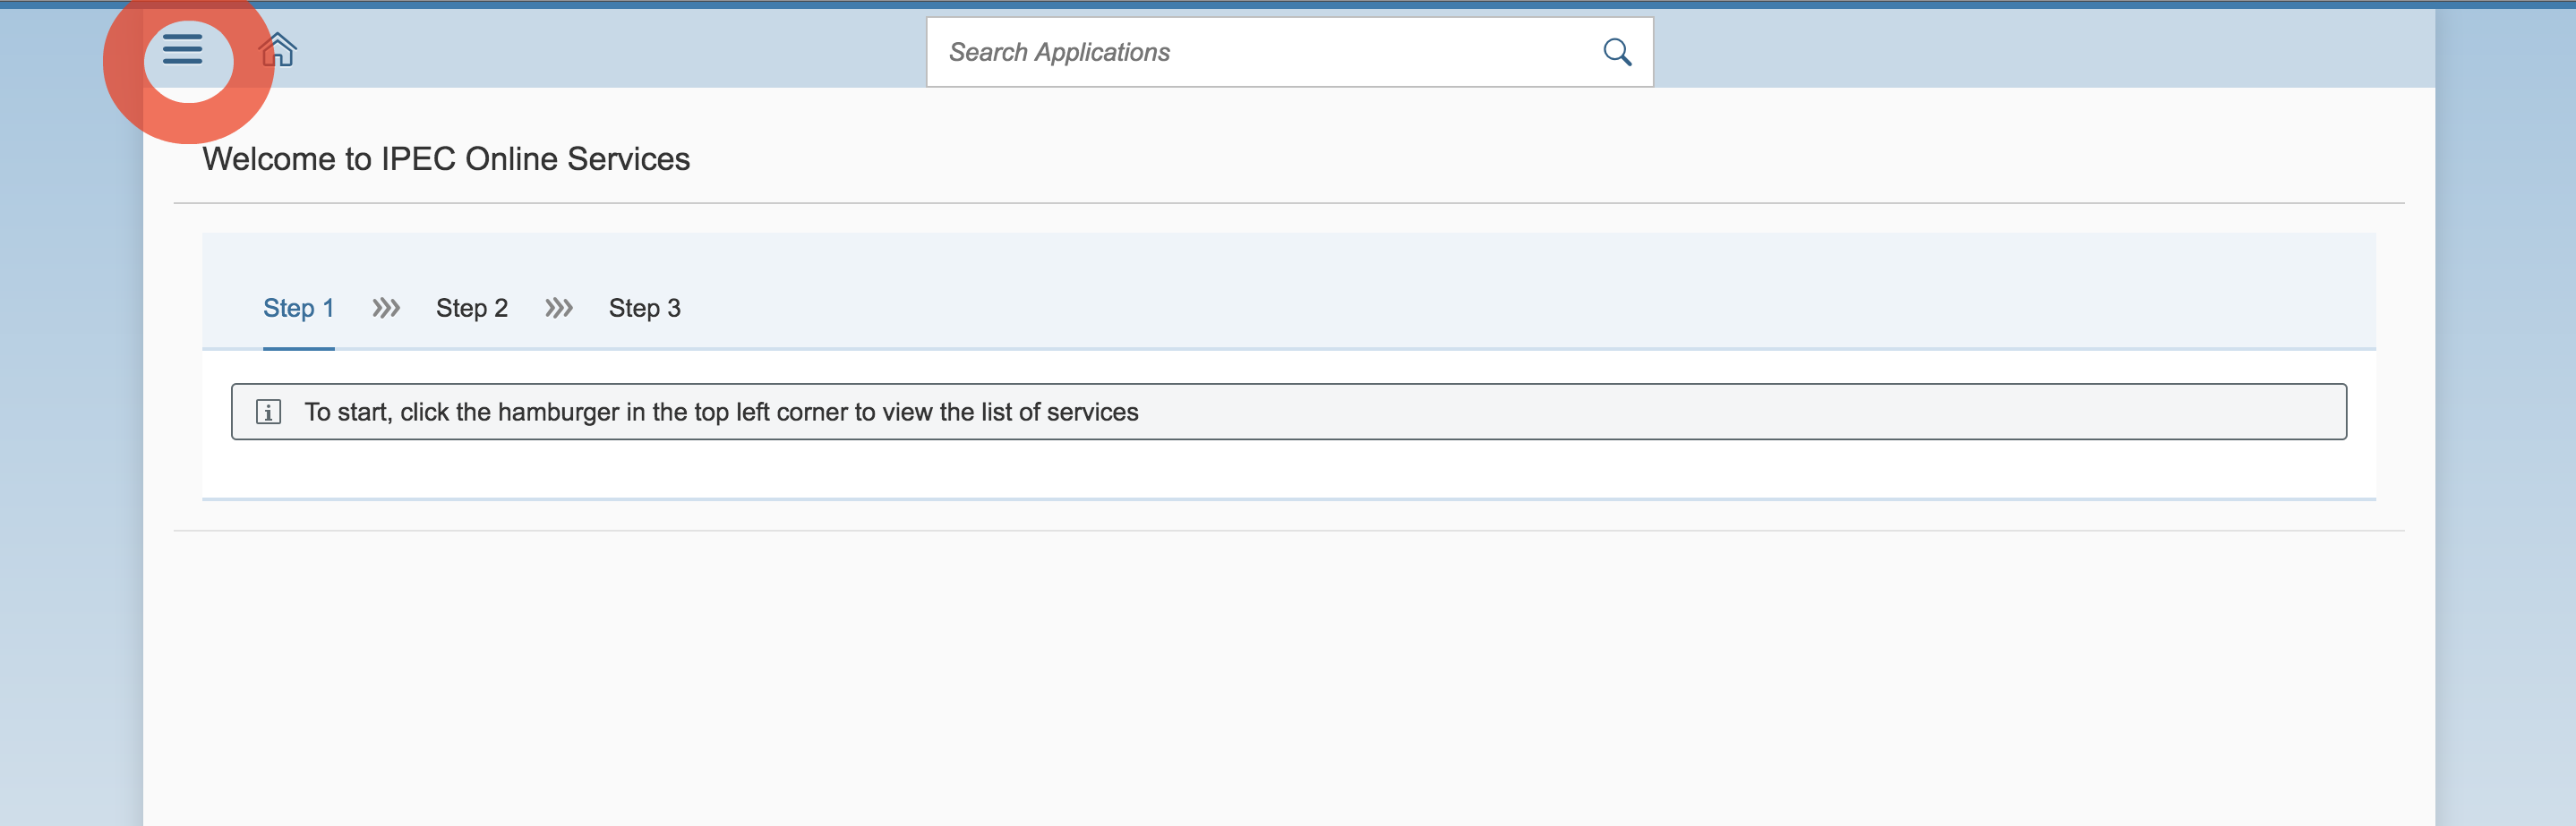 Search Applications
Welcome to IPEC Online Services
Step 1 Step 2 Step 3
To start, click the hamburger in the top left corner to view the list of services